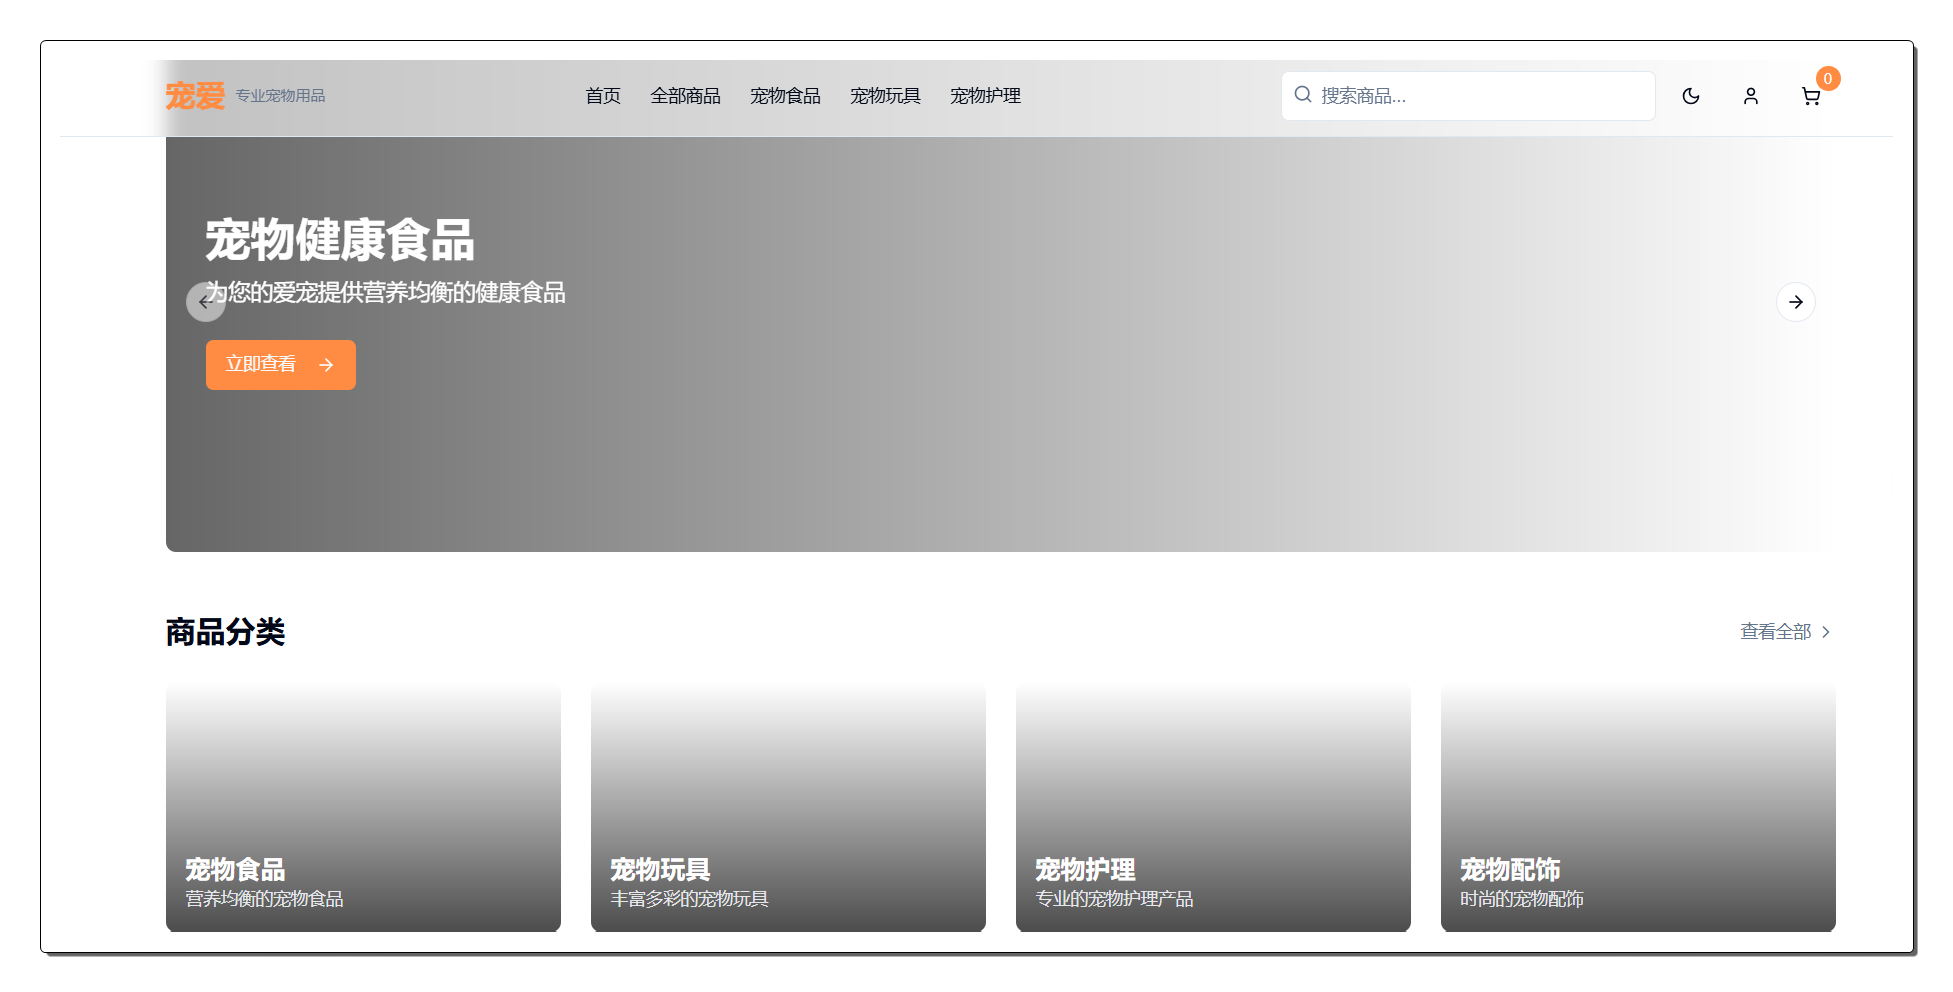 宠爱 专业宠物用品
首页 全部商品 宠物食品 宠物玩具 宠物护理
搜索商品...
0
宠物健康食品
为您的爱宠提供营养均衡的健康食品
立即查看
商品分类
查看全部
宠物食品
营养均衡的宠物食品
宠物玩具
丰富多彩的宠物玩具
宠物护理
专业的宠物护理产品
宠物配饰
时尚的宠物配饰